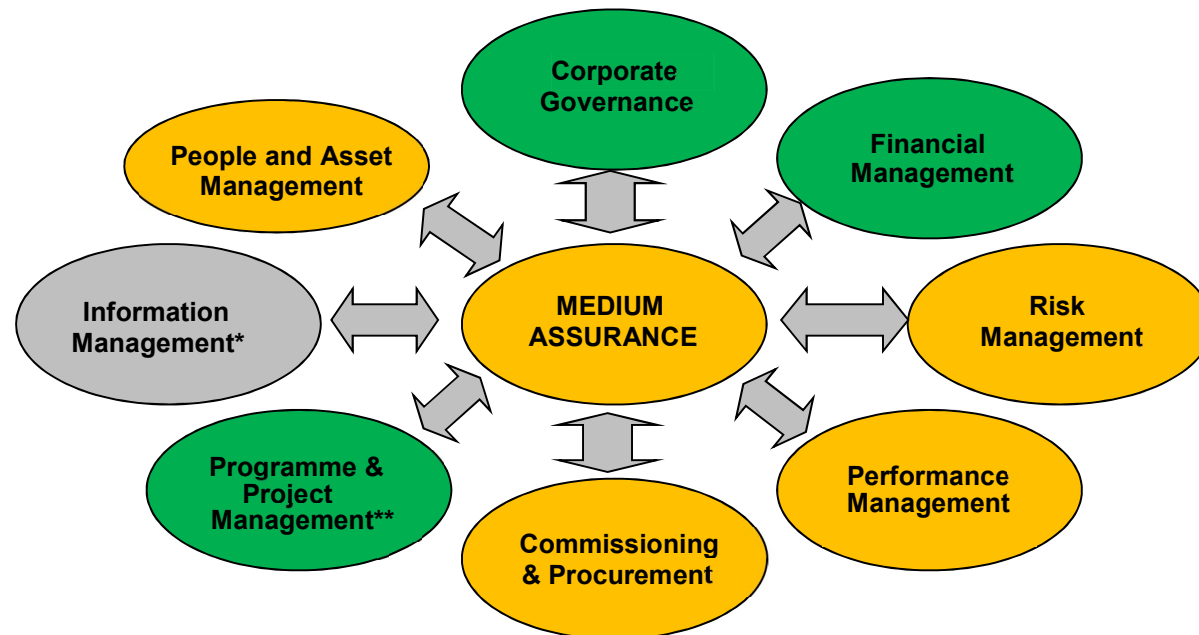 Corporate
Governance
People and Asset
Management
Financial
Management
Information
Management*
MEDIUM
ASSURANCE
Risk
Management
Programme &
Project
Management**
Performance
Management
Commissioning
& Procurement